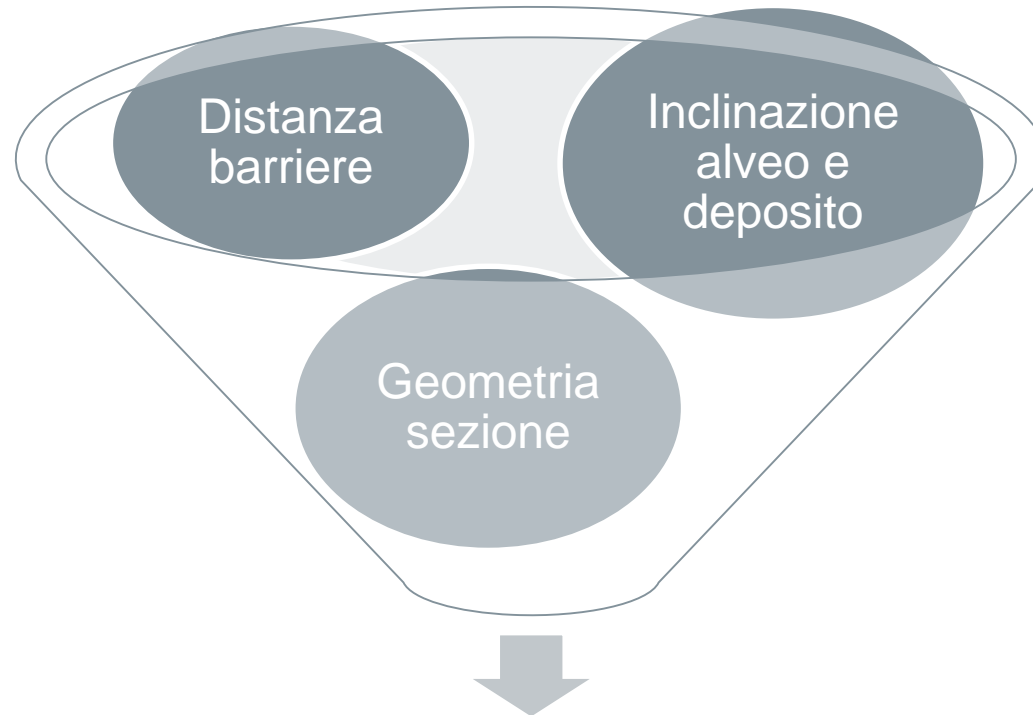 Distanza
barriere
Inclinazione
alveo e
deposito
Geometria
sezione